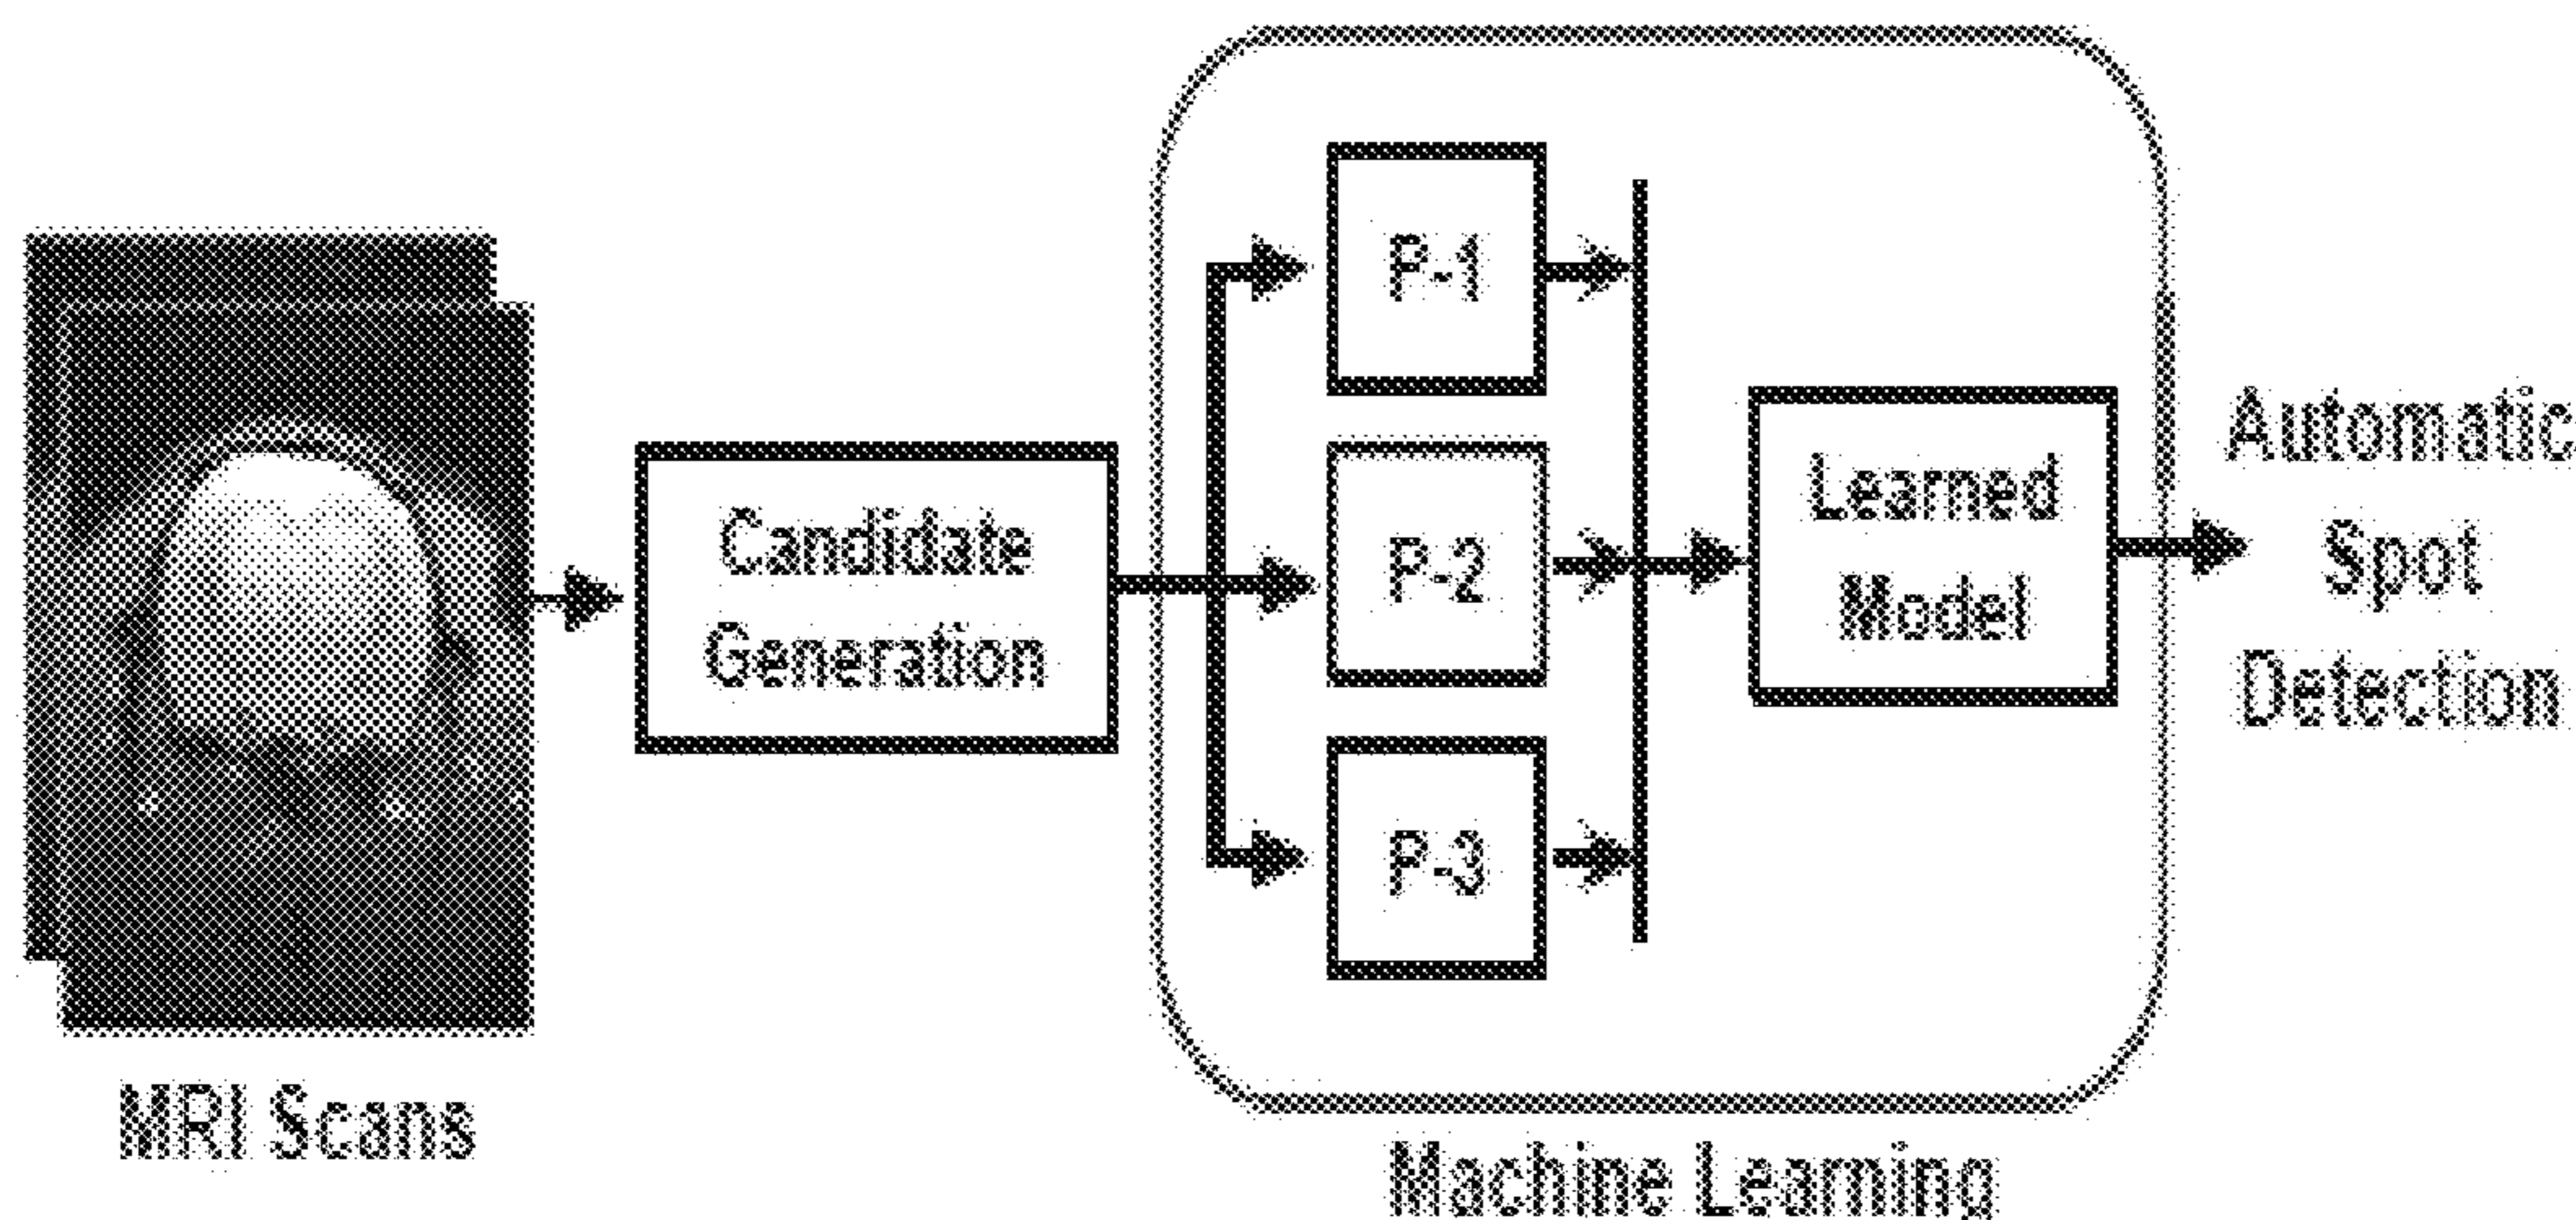 MRI Scans
Candidate
Generation
P-1
P-2
P-3
Learned
Model
Machine Learning
Automatic
Spot
Detection